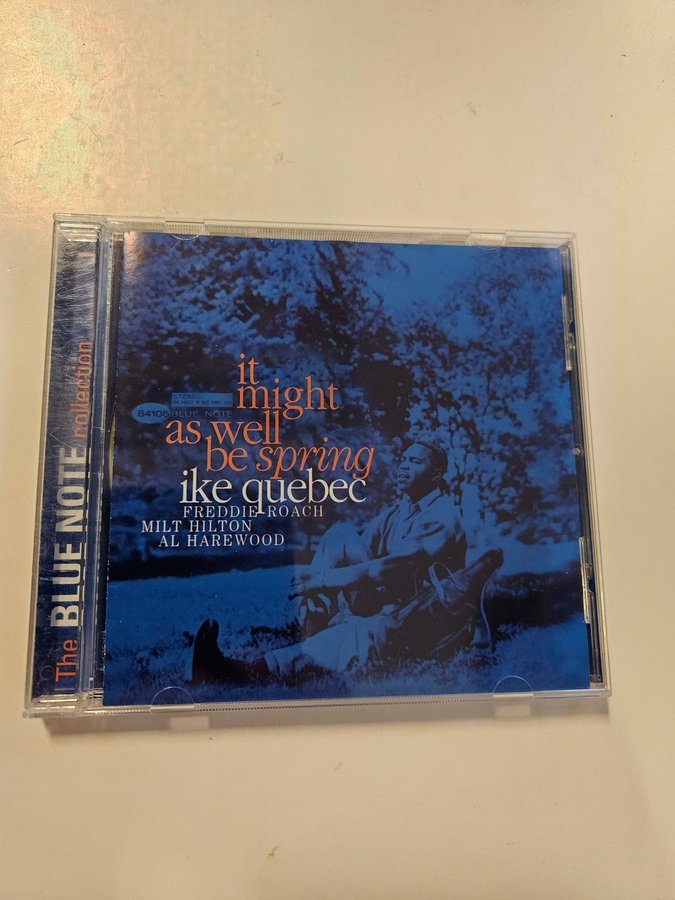 The BLUE NOTE collection
it
might
as well
be spring
STEREO
84105 BLUE NOTE
ike quebec
FREDDIE ROACH
MILT HILTON
AL HAREWOOD